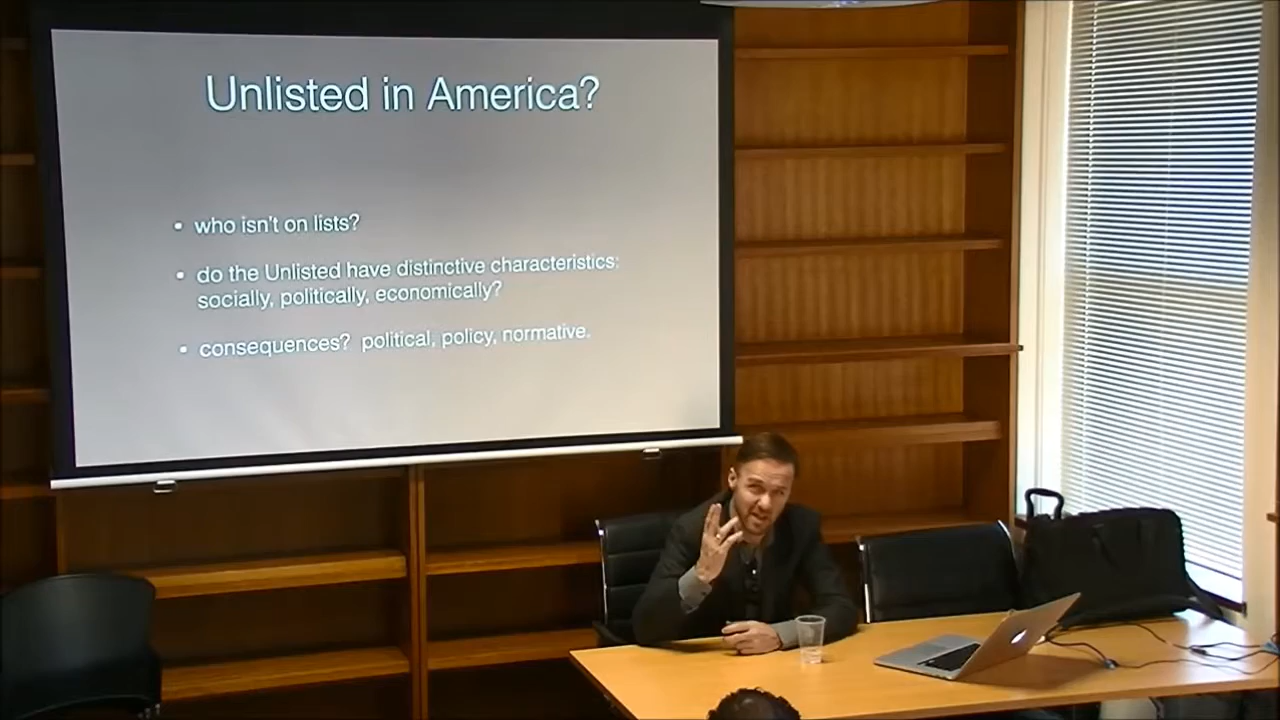 Unlisted in America?
• who isn't on lists?
• do the Unlisted have distinctive characteristics:
socially, politically, economically?
• consequences?  political, policy, normative.